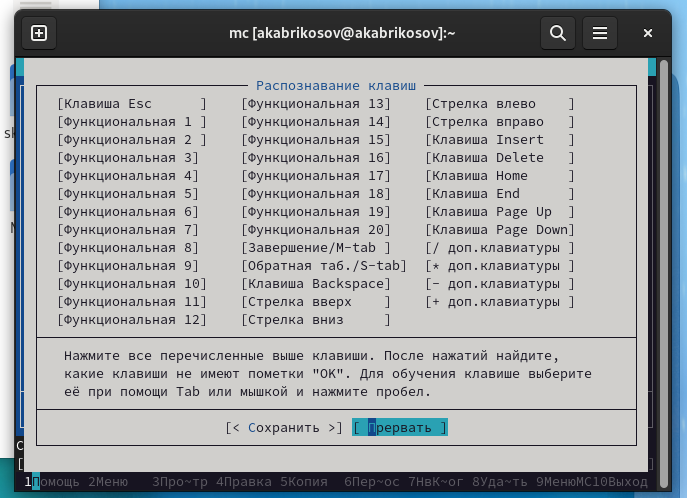 mc [akabrikosov@akabrikosov]:~
Распознавание клавиш
[Клавиша Esc       ]    [Функциональная 13]    [Стрелка влево    ]
[Функциональная 1 ]    [Функциональная 14]    [Стрелка вправо   ]
[Функциональная 2 ]    [Функциональная 15]    [Клавиша Insert   ]
[Функциональная 3]     [Функциональная 16]    [Клавиша Delete   ]
[Функциональная 4]     [Функциональная 17]    [Клавиша Home     ]
[Функциональная 5]     [Функциональная 18]    [Клавиша End      ]
[Функциональная 6]     [Функциональная 19]    [Клавиша Page Up  ]
[Функциональная 7]     [Функциональная 20]    [Клавиша Page Down]
[Функциональная 8]     [Завершение/M-tab ]    [/ доп.клавиатуры ]
[Функциональная 9]     [Обратная таб./S-tab]  [* доп.клавиатуры ]
[Функциональная 10]    [Клавиша Backspace]    [- доп.клавиатуры ]
[Функциональная 11]    [Стрелка вверх    ]    [+ доп.клавиатуры ]
[Функциональная 12]    [Стрелка вниз     ]
Нажмите все перечисленные выше клавиши. После нажатий найдите,
какие клавиши не имеют пометки "OK". Для обучения клавише выберите
её при помощи Tab или мышкой и нажмите пробел.
[< Сохранить >] [ Прервать ]
1Помощь 2Меню   3Про~тр 4Правка 5Копия  6Пер~ос 7НвК~ог 8Уда~ть 9МенюMC10Выход